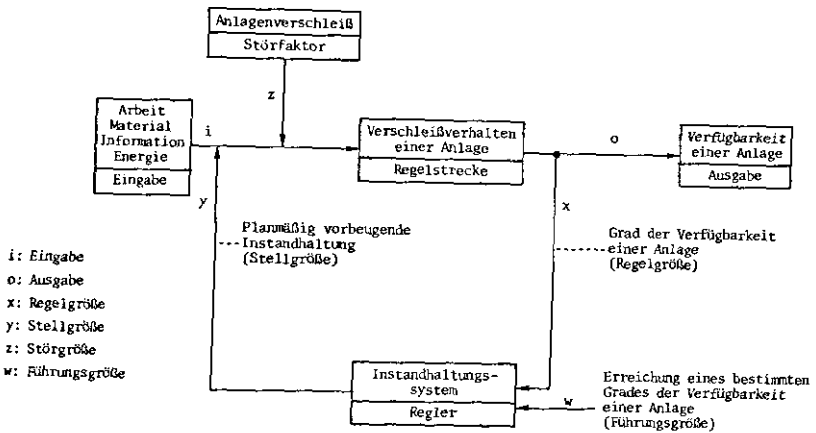 Anlagenverschleiß
Störfaktor
z
Arbeit
Material
Information
Energie
Eingabe
i
Verschleißverhalten
einer Anlage
Regelstrecke
o
Verfügbarkeit
einer Anlage
Ausgabe
y
x
Planmäßig vorbeugende
Instandhaltung
(Stellgröße)
Grad der Verfügbarkeit
einer Anlage
(Regelgröße)
i: Eingabe
o: Ausgabe
x: Regelgröße
y: Stellgröße
z: Störgröße
w: Führungsgröße
Instandhaltungs-
system
Regler
w
Erreichung eines bestimmten
Grades der Verfügbarkeit
einer Anlage
(Führungsgröße)